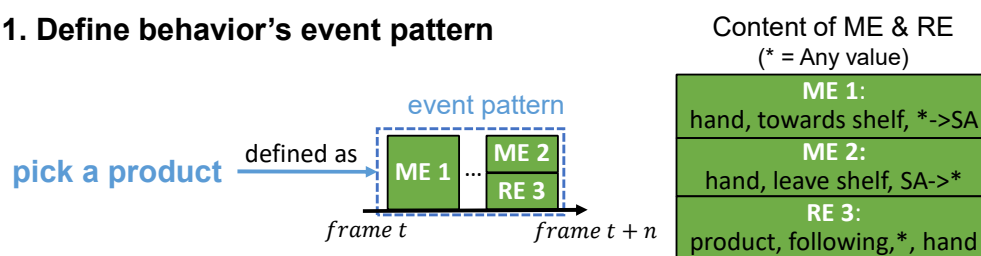 1. Define behavior's event pattern
Content of ME & RE
(* = Any value)
event pattern
pick a product
defined as
ME 1
...
ME 2
RE 3
frame t
frame t + n
ME 1:
hand, towards shelf, *->SA
ME 2:
hand, leave shelf, SA->*
RE 3:
product, following,*, hand